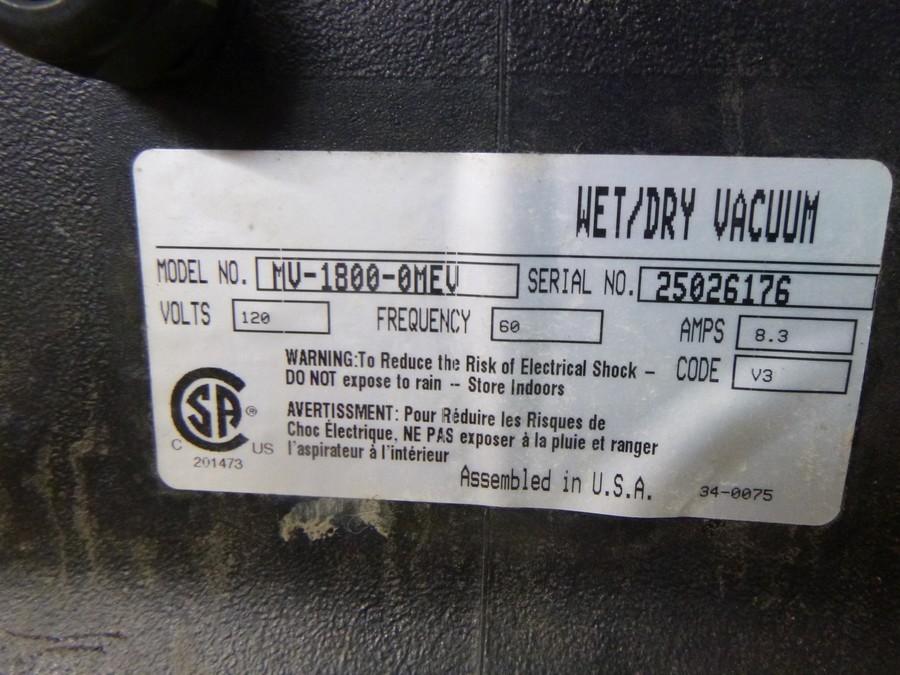 WET/DRY VACUUM
MODEL NO. MV-1800-0MEV SERIAL NO. 25026176
VOLTS 120 FREQUENCY 60 AMPS 8.3
CODE V3
WARNING:To Reduce the Risk of Electrical Shock –
DO NOT expose to rain -- Store Indoors
AVERTISSMENT: Pour Réduire les Risques de
Choc Électrique, NE PAS exposer à la pluie et ranger
l'aspirateur à l'intérieur
CSA ®
C US
201473
Assembled in U.S.A. 34-0075